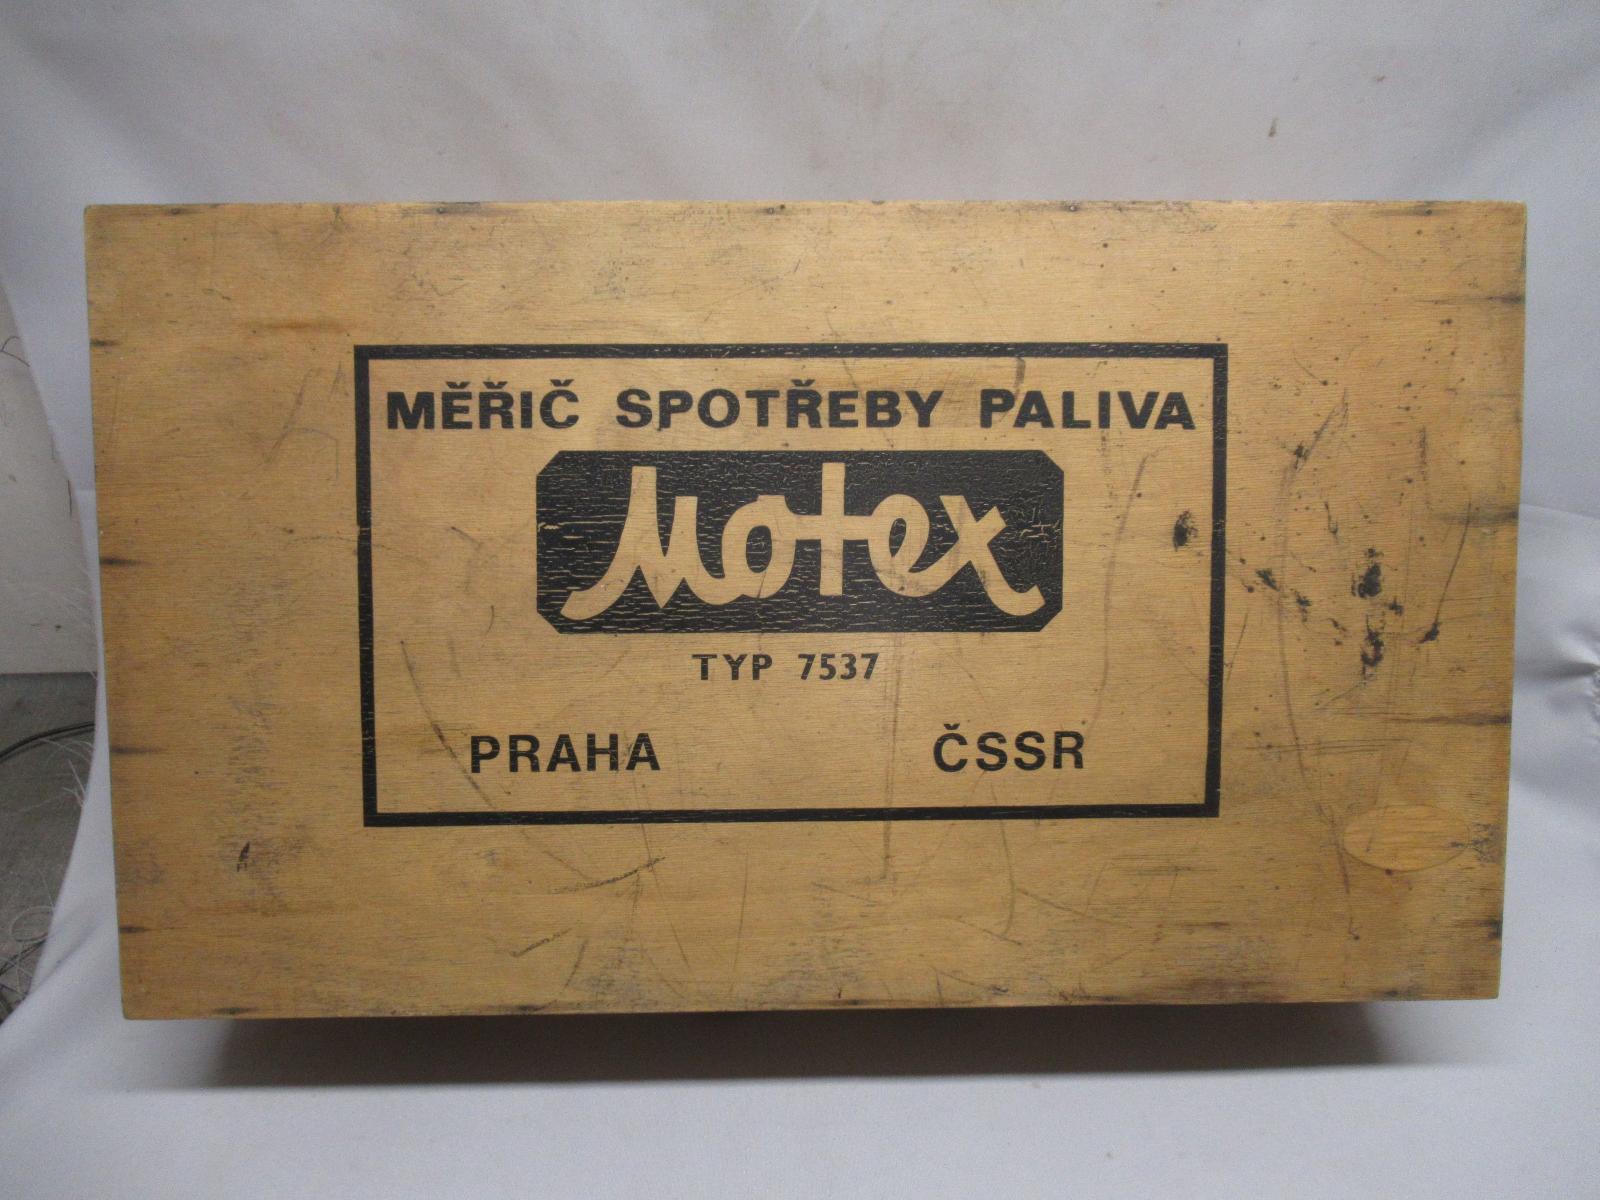 MĚŘIČ SPOTŘEBY PALIVA
Motex
TYP 7537
PRAHA ČSSR